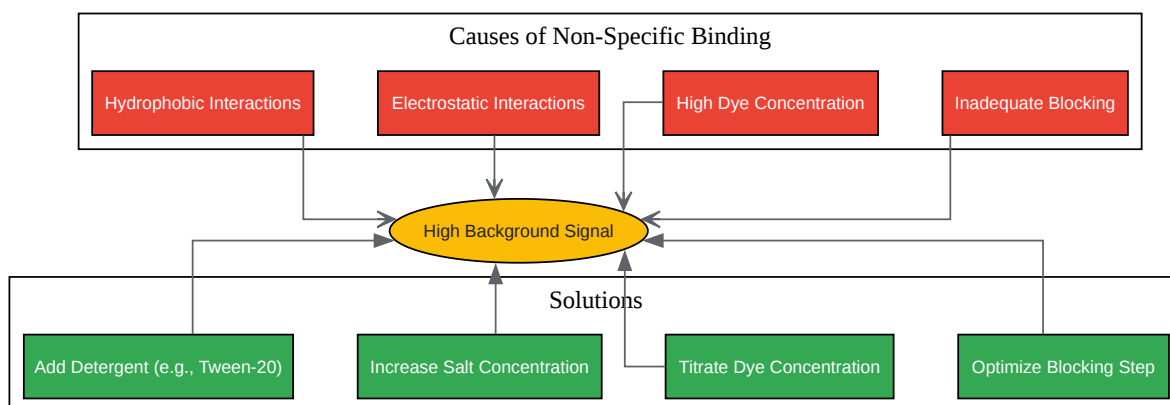 Causes of Non-Specific Binding
Hydrophobic Interactions
Electrostatic Interactions
High Dye Concentration
Inadequate Blocking
High Background Signal
Solutions
Add Detergent (e.g., Tween-20)
Increase Salt Concentration
Titrate Dye Concentration
Optimize Blocking Step